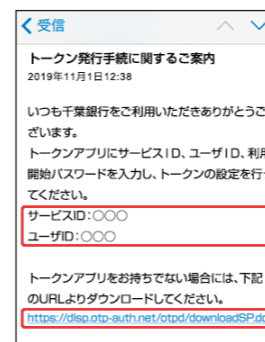 受信
トークン発行手続に関するご案内
2019年11月1日12:38
いつも千葉銀行をご利用いただきありがとうご
ざいます。
トークンアプリにサービスID、ユーザID、利用
開始パスワードを入力し、トークンの設定を行っ
てください。
サービスID:○○○
ユーザID:○○○
トークンアプリをお持ちでない場合には、下記
のURLよりダウンロードしてください。
https://disp.otp-auth.net/otpd/downloadSP.do